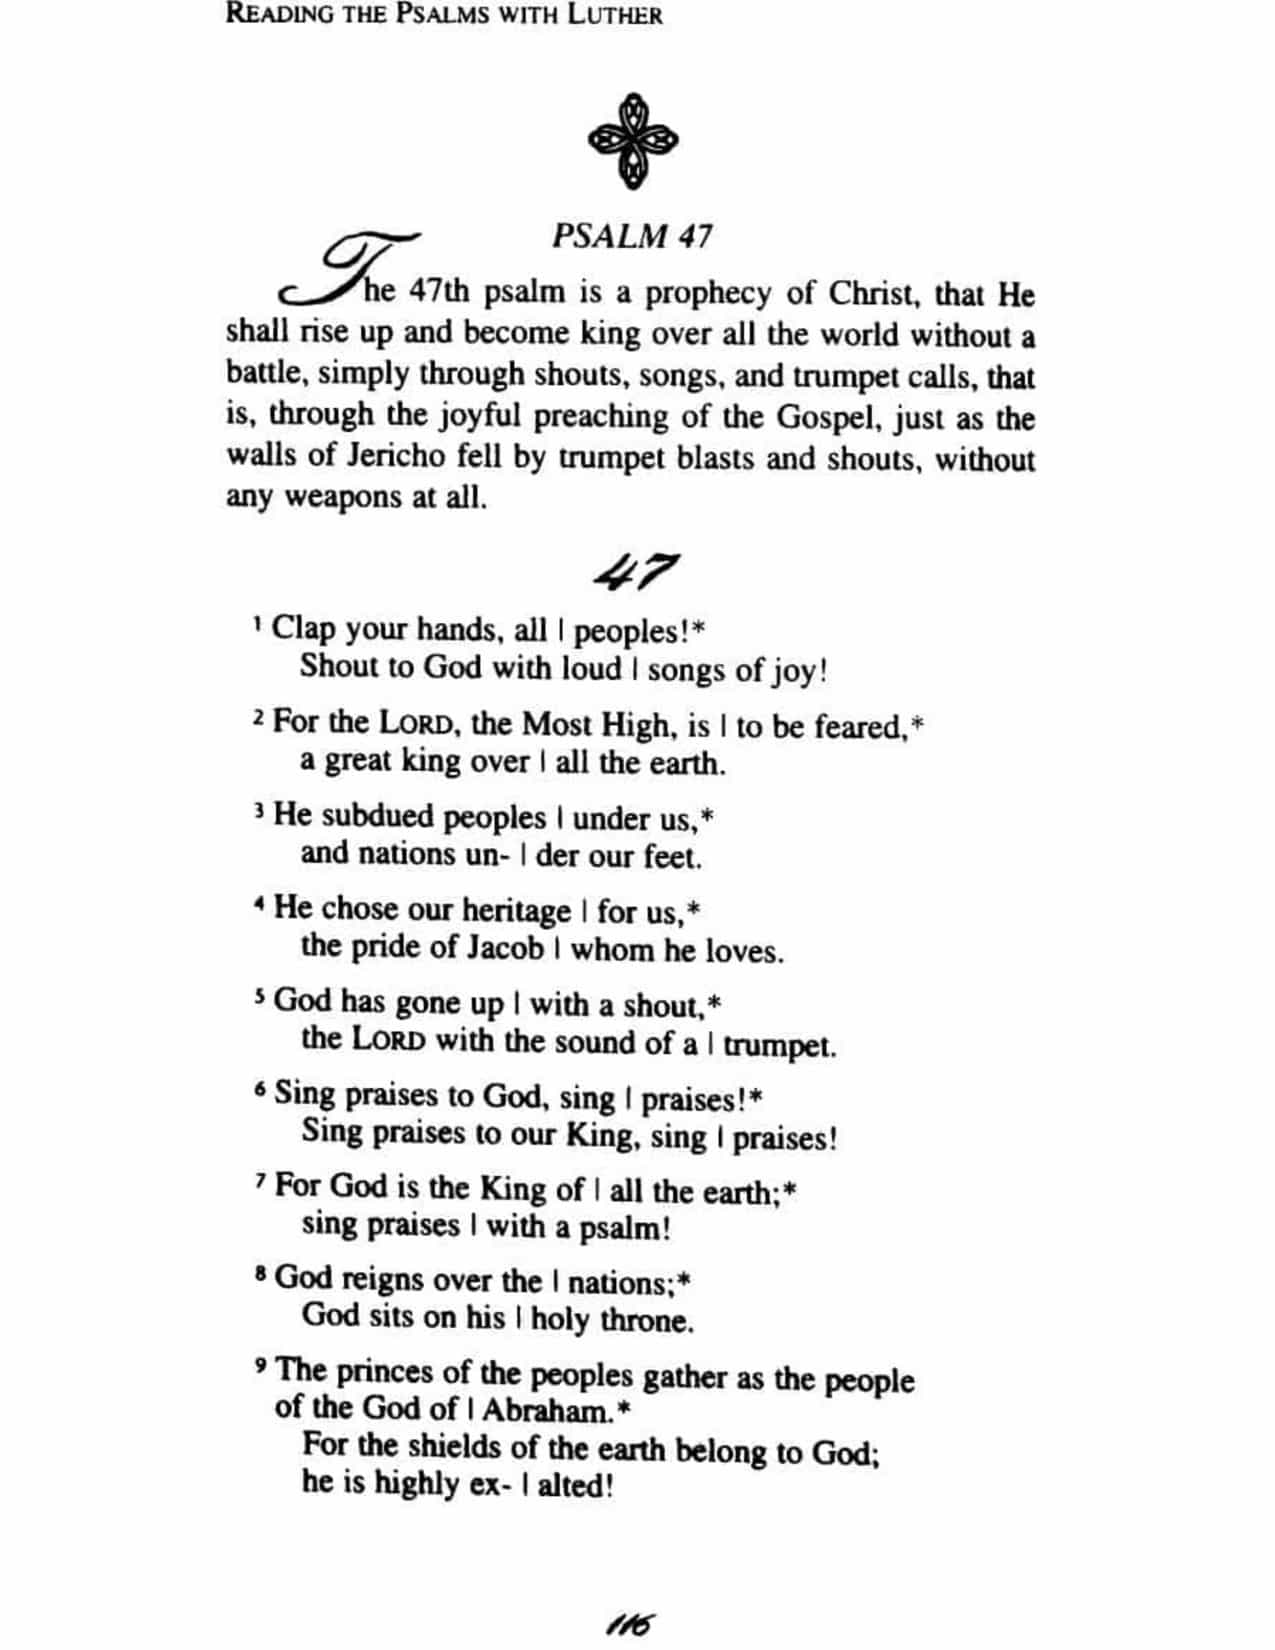 READING THE PSALMS WITH LUTHER
PSALM 47
The 47th psalm is a prophecy of Christ, that He
shall rise up and become king over all the world without a
battle, simply through shouts, songs, and trumpet calls, that
is, through the joyful preaching of the Gospel, just as the
walls of Jericho fell by trumpet blasts and shouts, without
any weapons at all.
47
1 Clap your hands, all | peoples!*
Shout to God with loud | songs of joy!
2 For the LORD, the Most High, is | to be feared,*
a great king over | all the earth.
3 He subdued peoples | under us,*
and nations un- | der our feet.
4 He chose our heritage | for us,*
the pride of Jacob | whom he loves.
5 God has gone up | with a shout,*
the LORD with the sound of a | trumpet.
6 Sing praises to God, sing | praises!*
Sing praises to our King, sing | praises!
7 For God is the King of | all the earth;*
sing praises | with a psalm!
8 God reigns over the | nations;*
God sits on his | holy throne.
9 The princes of the peoples gather as the people
of the God of | Abraham.*
For the shields of the earth belong to God;
he is highly ex- | alted!
116